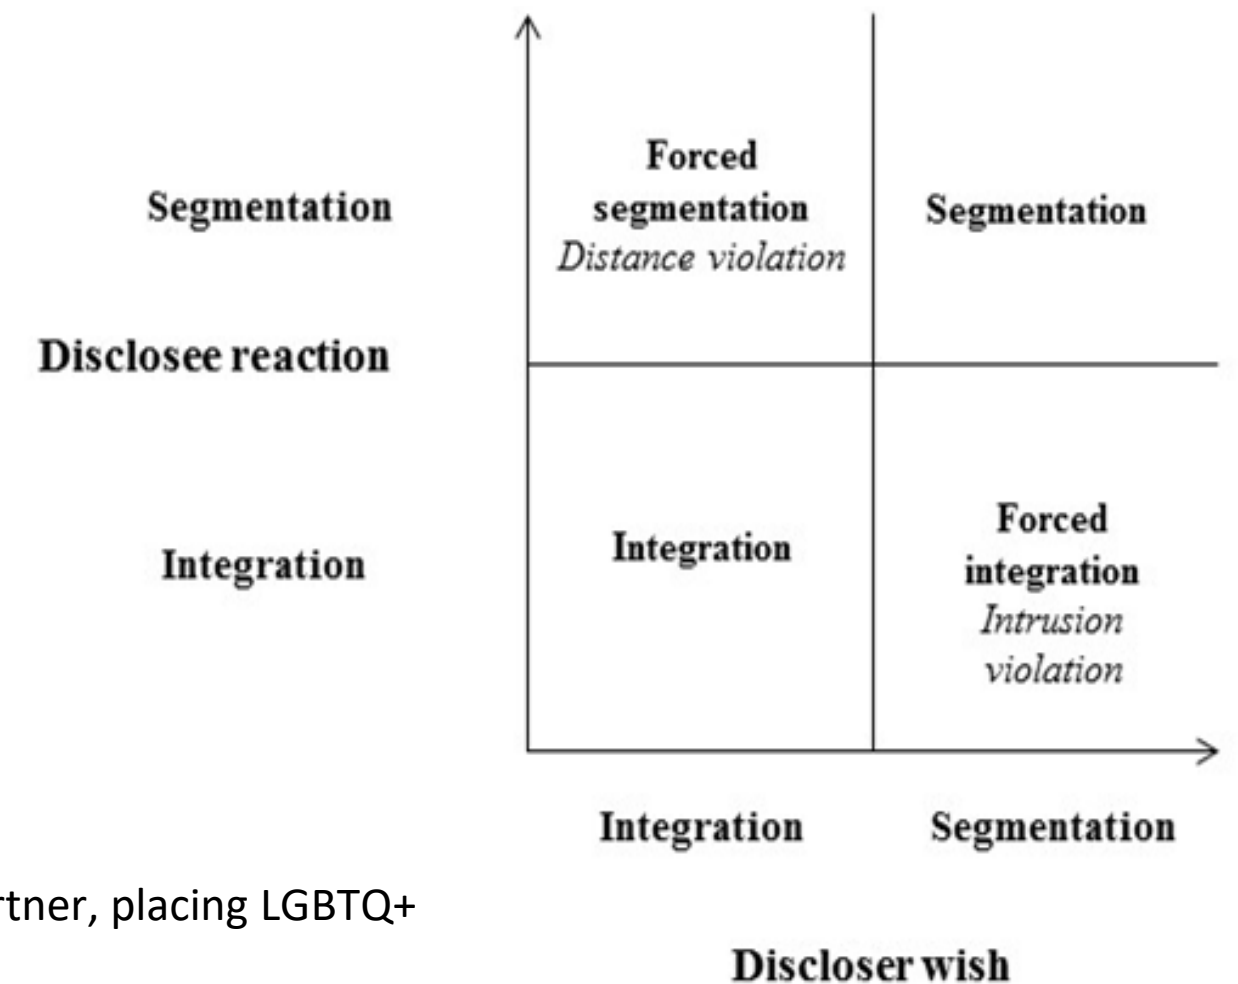 Forced
segmentation
Distance violation
Segmentation
Segmentation
Disclosee reaction
Integration
Integration
Forced
integration
Intrusion
violation
Integration
Segmentation
Discloser wish
placing LGBTQ+